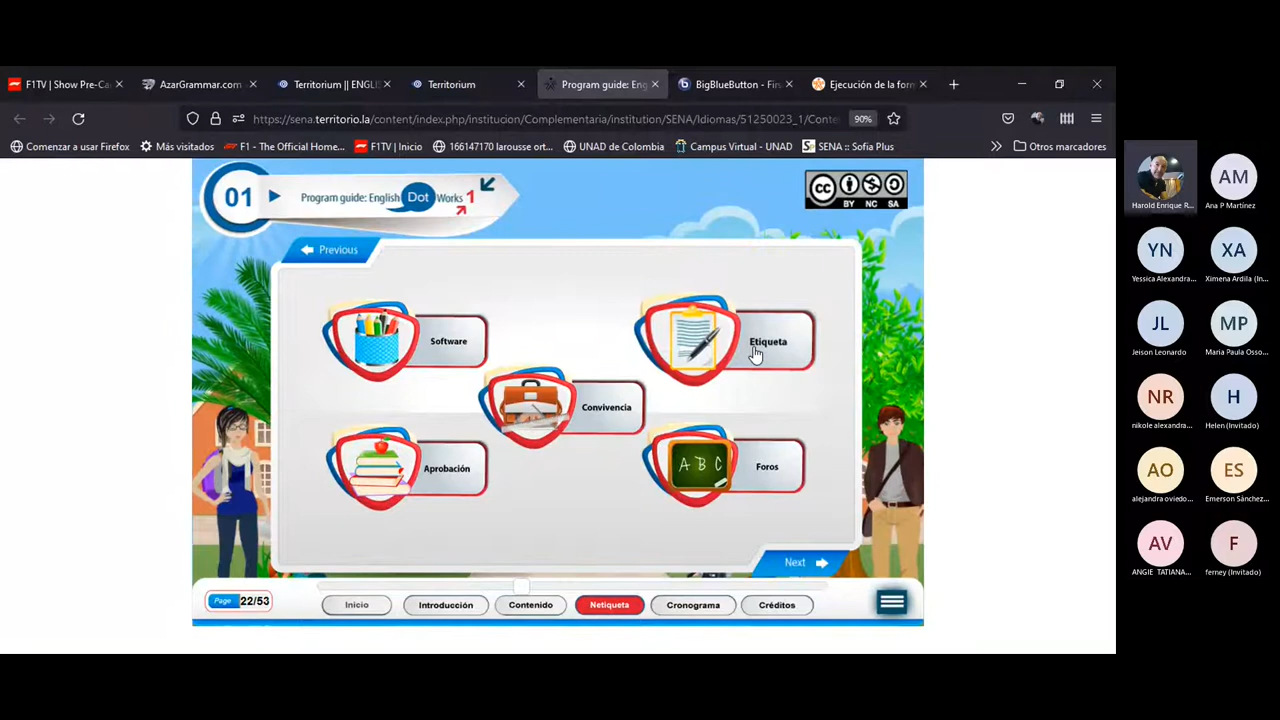 F1TV | Show Pre-Ca
AzarGrammar.com
Territorium || ENGLI
Territorium
Program guide: Eng
BigBlueButton - Fin
Ejecución de la forn
https://sena.territorio.la/content/index.php/institucion/Complementaria/institution/SENA/Idiomas/51250023_1/Conte
90%
Comenzar a usar Firefox
Más visitados
F1 - The Official Home...
F1TV | Inicio
166147170 larousse ort...
UNAD de Colombia
Campus Virtual - UNAD
SENA :: Sofia Plus
Otros marcadores
01
Program guide: English Dot Works 1
CC BY NC SA
Previous
Software
Etiqueta
Convivencia
Aprobación
A B C
Foros
Next
Page 22/53
Inicio
Introducción
Contenido
Netiqueta
Cronograma
Créditos
Harold Enrique R...
AM
Ana P Martinez
YN
Yessica Alexandra...
XA
Ximena Ardila (In...
JL
Jeison Leonardo
MP
Maria Paula Osso...
NR
nikole alexandra...
H
Helen (Invitado)
AO
alejandra oviedo...
ES
Emerson Sánchez...
AV
ANGIE TATIANA...
F
ferney (Invitado)